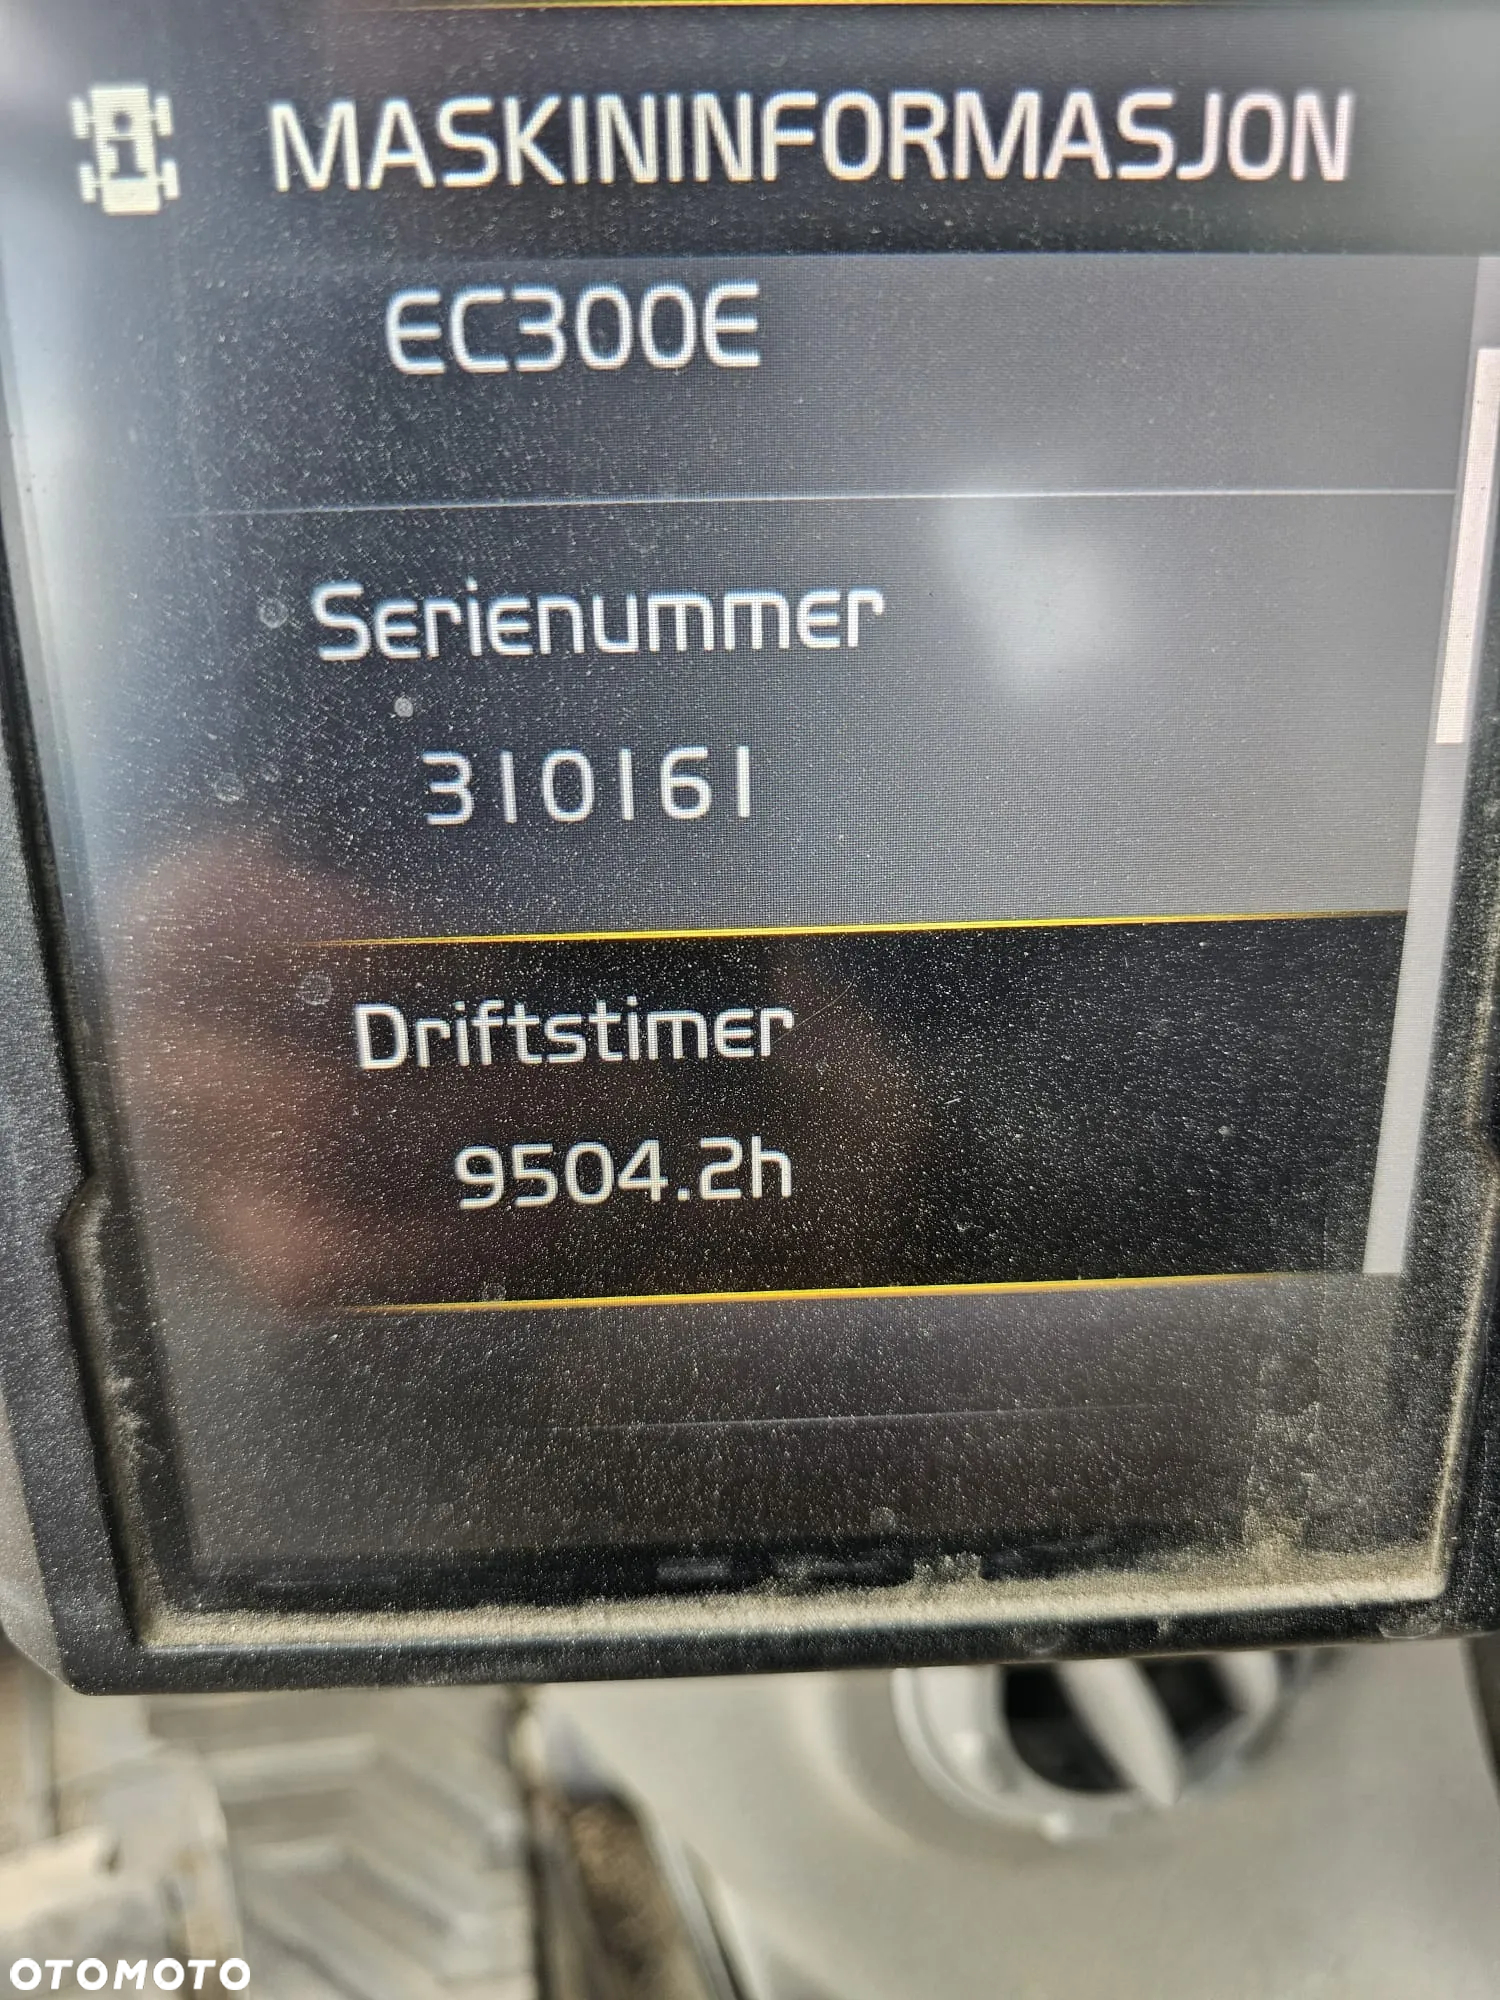 MASKININFORMASJON
EC300E
Serienummer
310161
Driftstimer
9504.2h
OTOMOTO